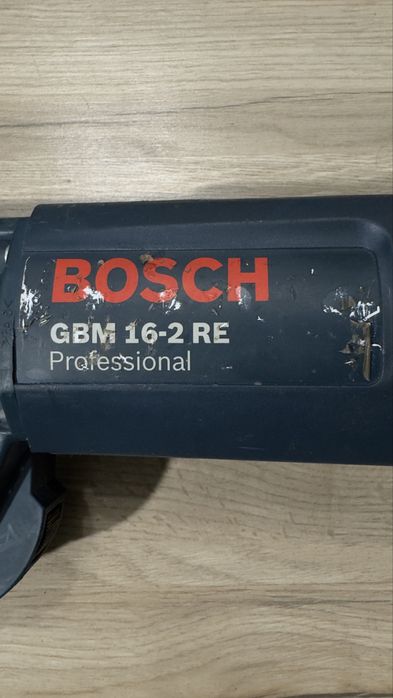 BOSCH
GBM 16-2 RE
Professional